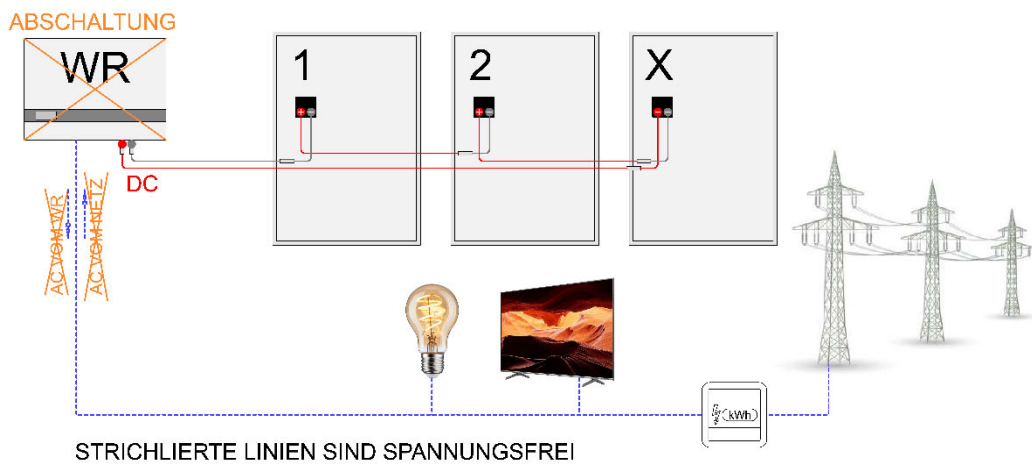 ABSCHALTUNG
WR
1
2
X
DC
AC VOM WR
AC VOM NETZ
(kWh)
STRICHLIERTE LINIEN SIND SPANNUNGSFREI